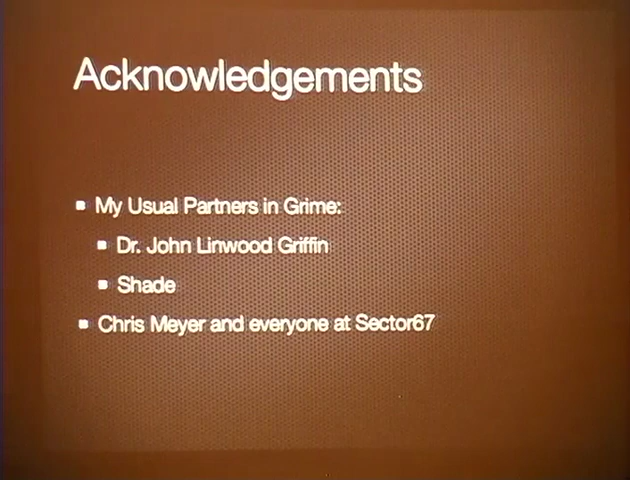 Acknowledgements
My Usual Partners in Grime:
Dr. John Linwood Griffin
Shade
Chris Meyer and everyone at Sector67